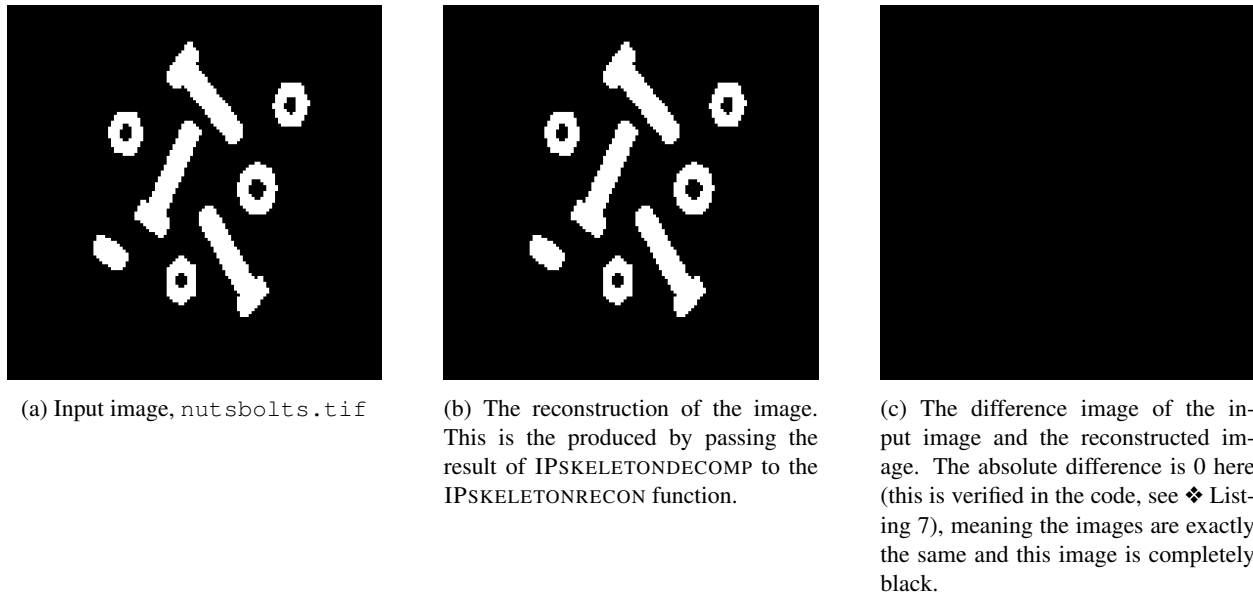 (a) Input image, nutsbolts.tif
(b) The reconstruction of the image.
This is the produced by passing the
result of IPSKELETONDECOMP to the
IPSKELETONRECON function.
(c) The difference image of the in-
put image and the reconstructed im-
age. The absolute difference is 0 here
(this is verified in the code, see ❖ List-
ing 7), meaning the images are exactly
the same and this image is completely
black.